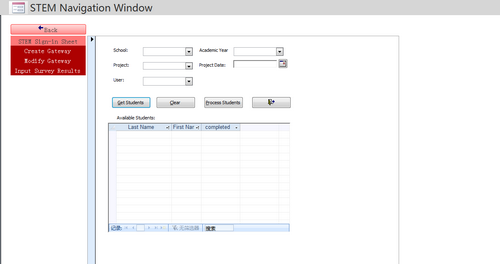 STEM Navigation Window
Back
STEM Sign-in Sheet
Create Gateway
Modify Gateway
Input Survey Results
School: Academic Year
Project: Project Date:
User:
Get Students Clear Process Students
Available Students:
Last Name First Nar completed
记录: 无筛选器 搜索